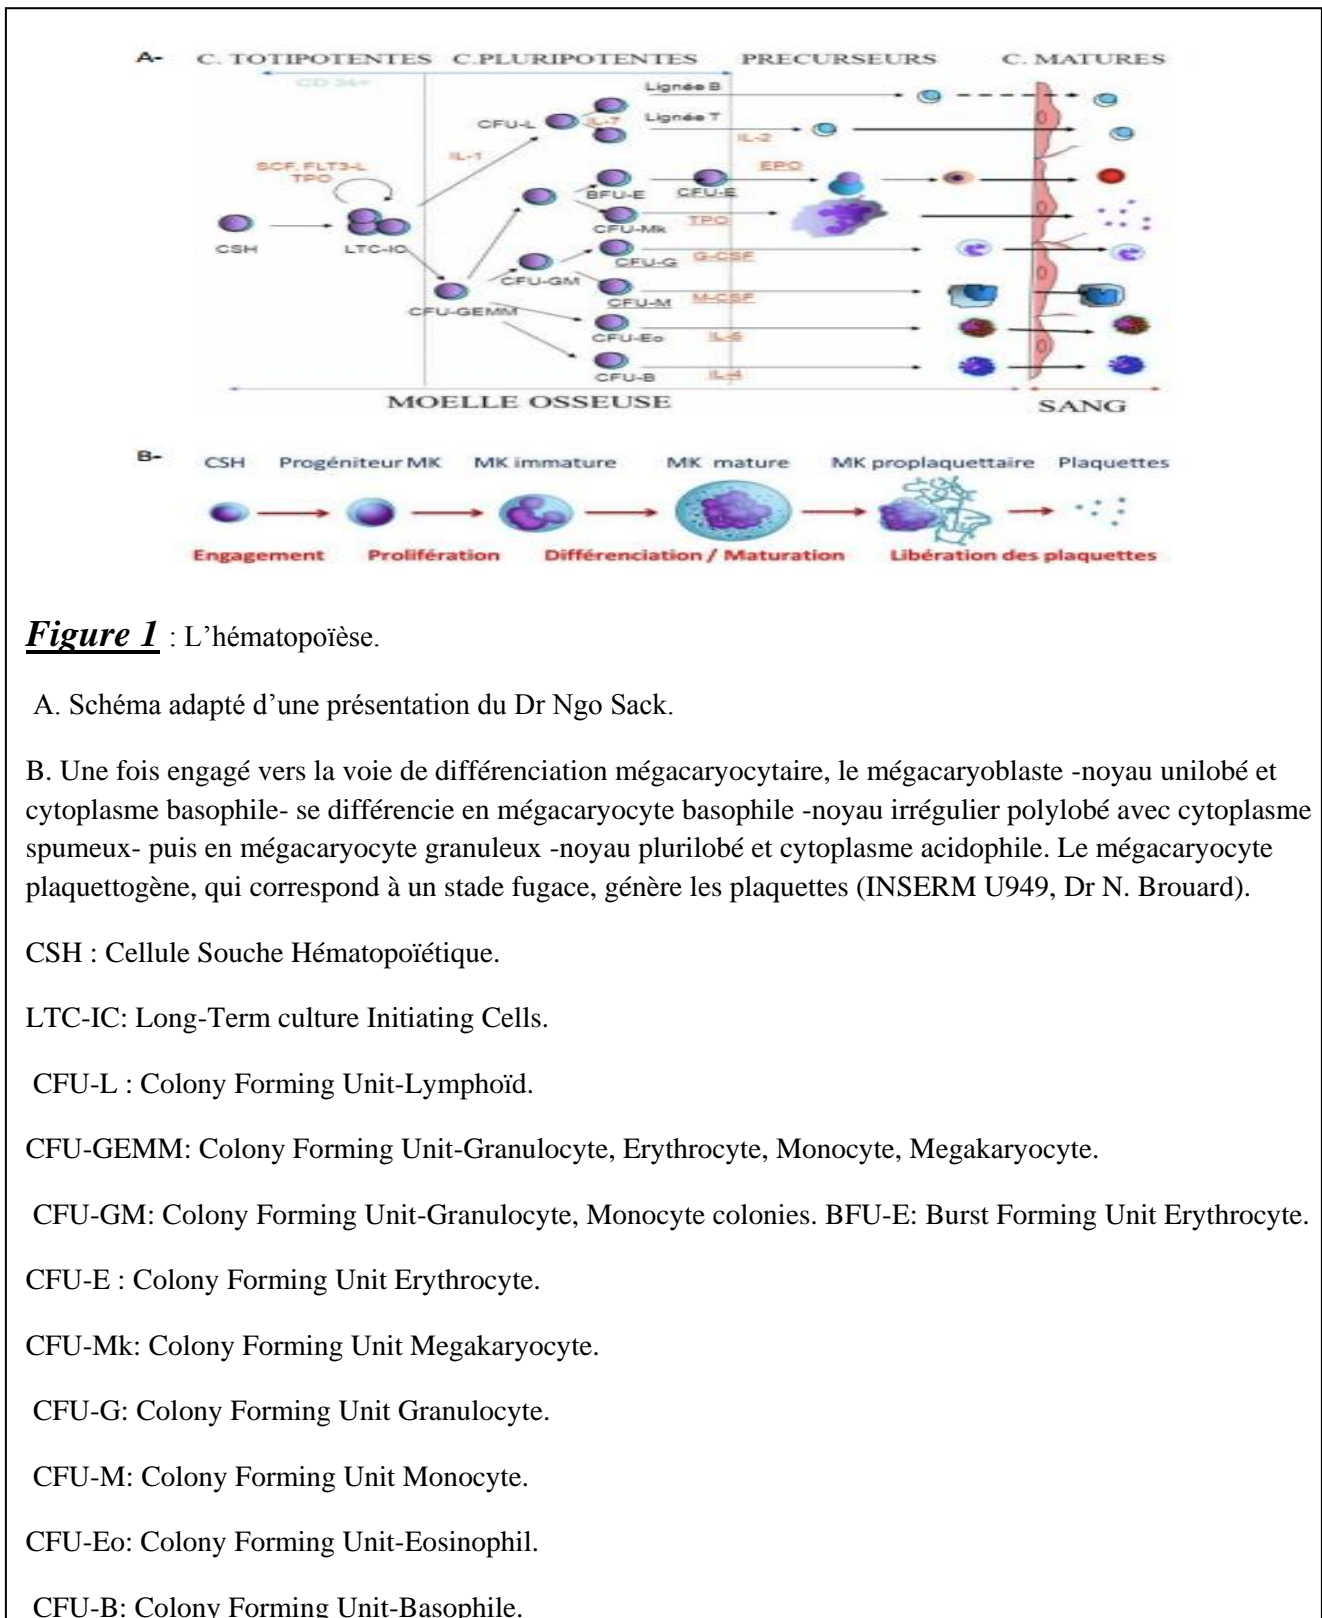 A-
C. TOTIPOTENTES C.PLURIPOTENTES PRECURSEURS C. MATURES
CD 34+
Lignée B
CFU-L IL-7 Lignée T
IL-2
IL-1
SCF, FLT3-L
TPO
EPO
BFU-E CFU-E
CSH LTC-IC
CFU-Mk TPO
CFU-G G-CSF
CFU-GM
CFU-M M-CSF
CFU-GEMM
CFU-Eo IL-5
CFU-B IL-4
MOELLE OSSEUSE SANG
B-
CSH Progéniteur MK MK immature MK mature MK proplaquettaire Plaquettes
Engagement Prolifération Différenciation / Maturation Libération des plaquettes
Figure 1 : L’hématopoïèse.
A. Schéma adapté d’une présentation du Dr Ngo Sack.
B. Une fois engagé vers la voie de différenciation mégacaryocytaire, le mégacaryoblaste -noyau unilobé et
cytoplasme basophile- se différencie en mégacaryocyte basophile -noyau irrégulier polylobé avec cytoplasme
spumeux- puis en mégacaryocyte granuleux -noyau plurilobé et cytoplasme acidophile. Le mégacaryocyte
plaquettogène, qui correspond à un stade fugace, génère les plaquettes (INSERM U949, Dr N. Brouard).
CSH : Cellule Souche Hématopoïétique.
LTC-IC: Long-Term culture Initiating Cells.
CFU-L : Colony Forming Unit-Lymphoïd.
CFU-GEMM: Colony Forming Unit-Granulocyte, Erythrocyte, Monocyte, Megakaryocyte.
CFU-GM: Colony Forming Unit-Granulocyte, Monocyte colonies. BFU-E: Burst Forming Unit Erythrocyte.
CFU-E : Colony Forming Unit Erythrocyte.
CFU-Mk: Colony Forming Unit Megakaryocyte.
CFU-G: Colony Forming Unit Granulocyte.
CFU-M: Colony Forming Unit Monocyte.
CFU-Eo: Colony Forming Unit-Eosinophil.
CFU-B: Colony Forming Unit-Basophile.